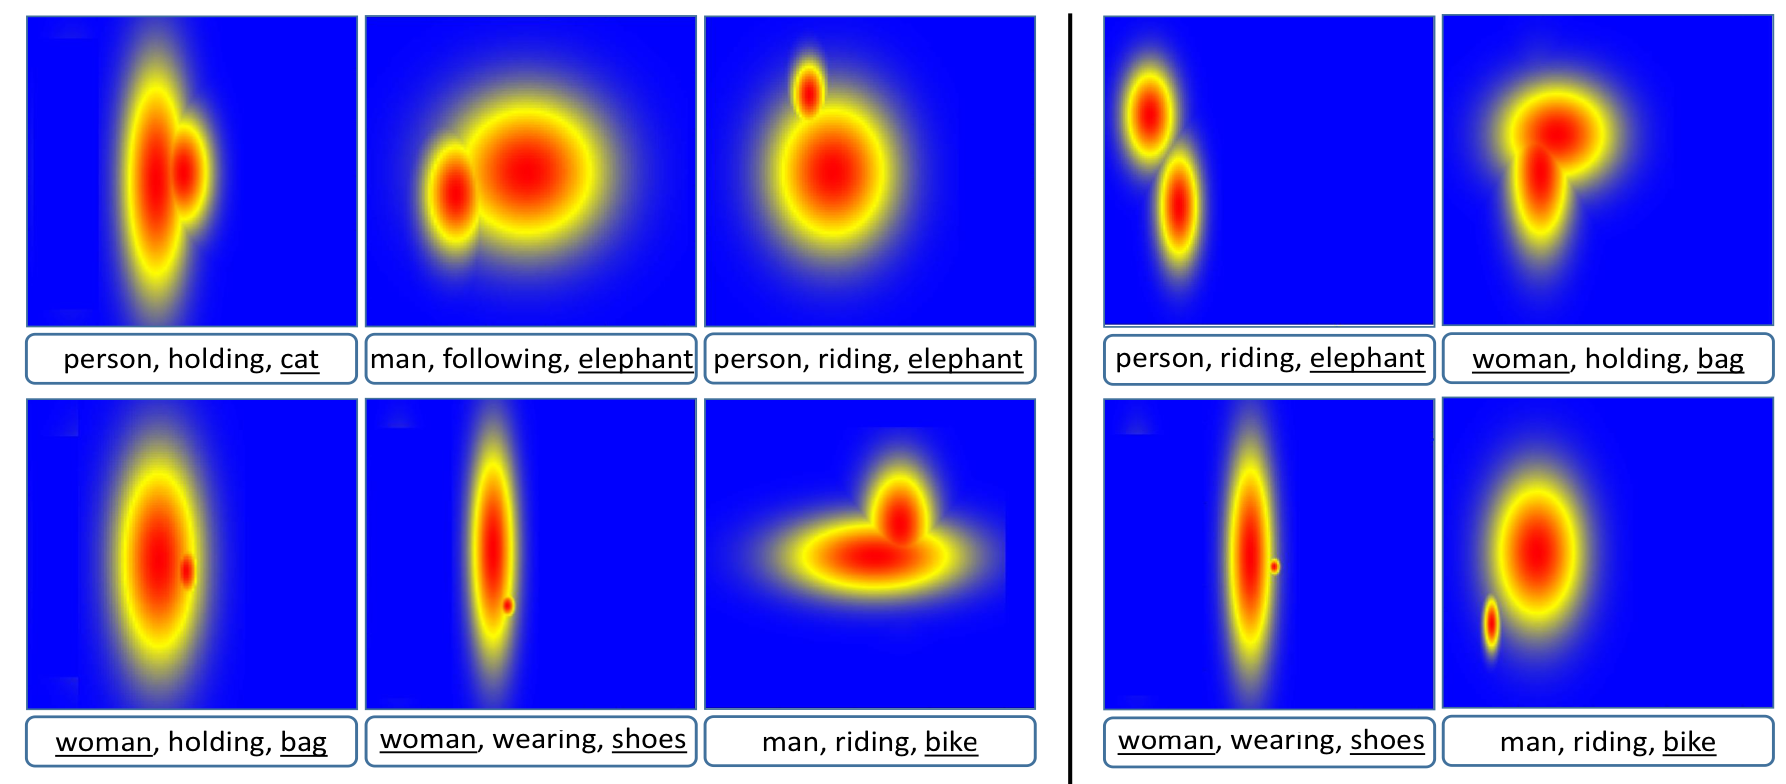 person, holding, cat
man, following, elephant
person, riding, elephant
person, riding, elephant
woman, holding, bag
woman, holding, bag
woman, wearing, shoes
man, riding, bike
woman, wearing, shoes
man, riding, bike